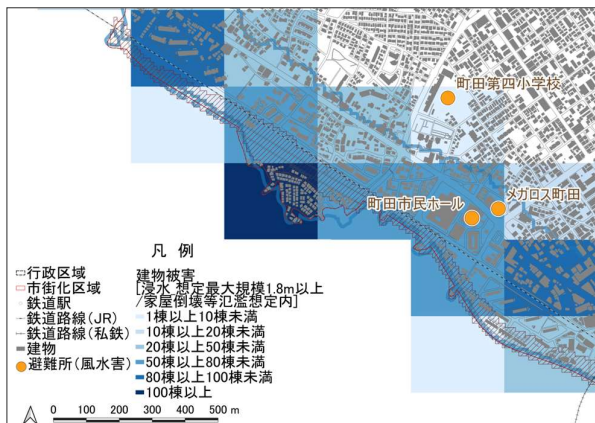 町田第四小学校
メガロス町田
町田市民ホール
凡 例
行政区域
市街化区域
鉄道駅
鉄道路線(JR)
鉄道路線(私鉄)
建物
避難所(風水害)
建物被害
[浸水 想定最大規模1.8m以上
/家屋倒壊等氾濫想定内]
1棟以上10棟未満
10棟以上20棟未満
20棟以上50棟未満
50棟以上80棟未満
80棟以上100棟未満
100棟以上
0 100 200 300 400 500 m